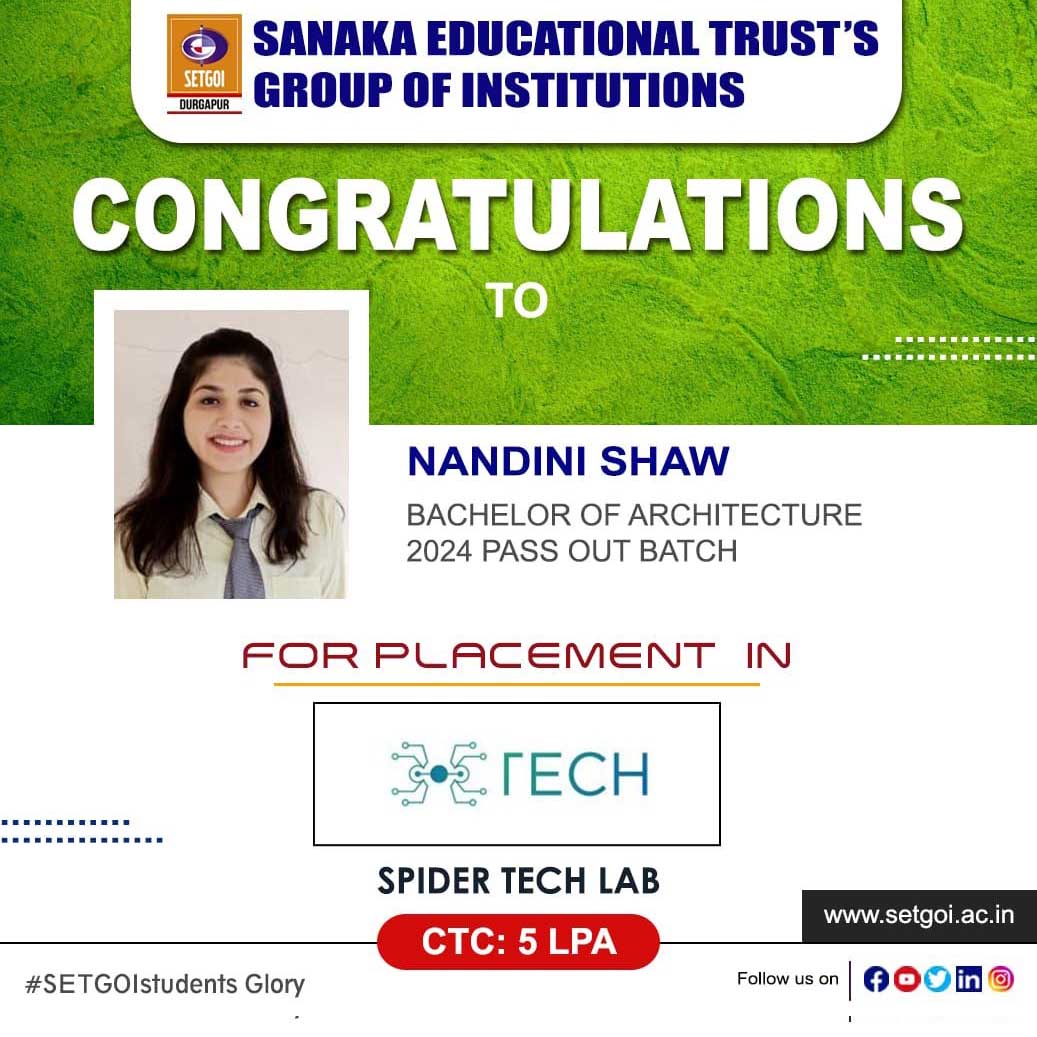 SETGOI
DURGAPUR
SANAKA EDUCATIONAL TRUST'S
GROUP OF INSTITUTIONS
CONGRATULATIONS
TO
NANDINI SHAW
BACHELOR OF ARCHITECTURE
2024 PASS OUT BATCH
FOR PLACEMENT IN
TECH
SPIDER TECH LAB
CTC: 5 LPA
www.setgoi.ac.in
#SETGOIstudents Glory
Follow us on